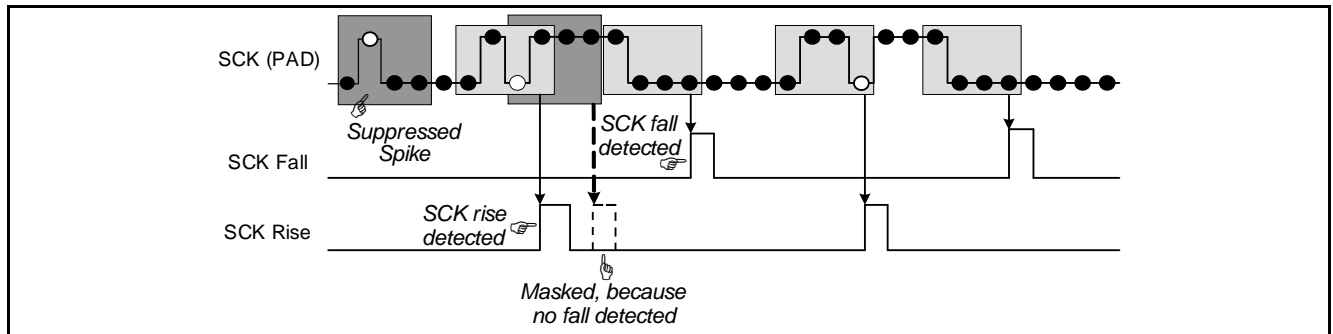 SCK (PAD)
Suppressed
Spike
SCK fall
detected
SCK Fall
SCK rise
detected
SCK Rise
Masked, because
no fall detected